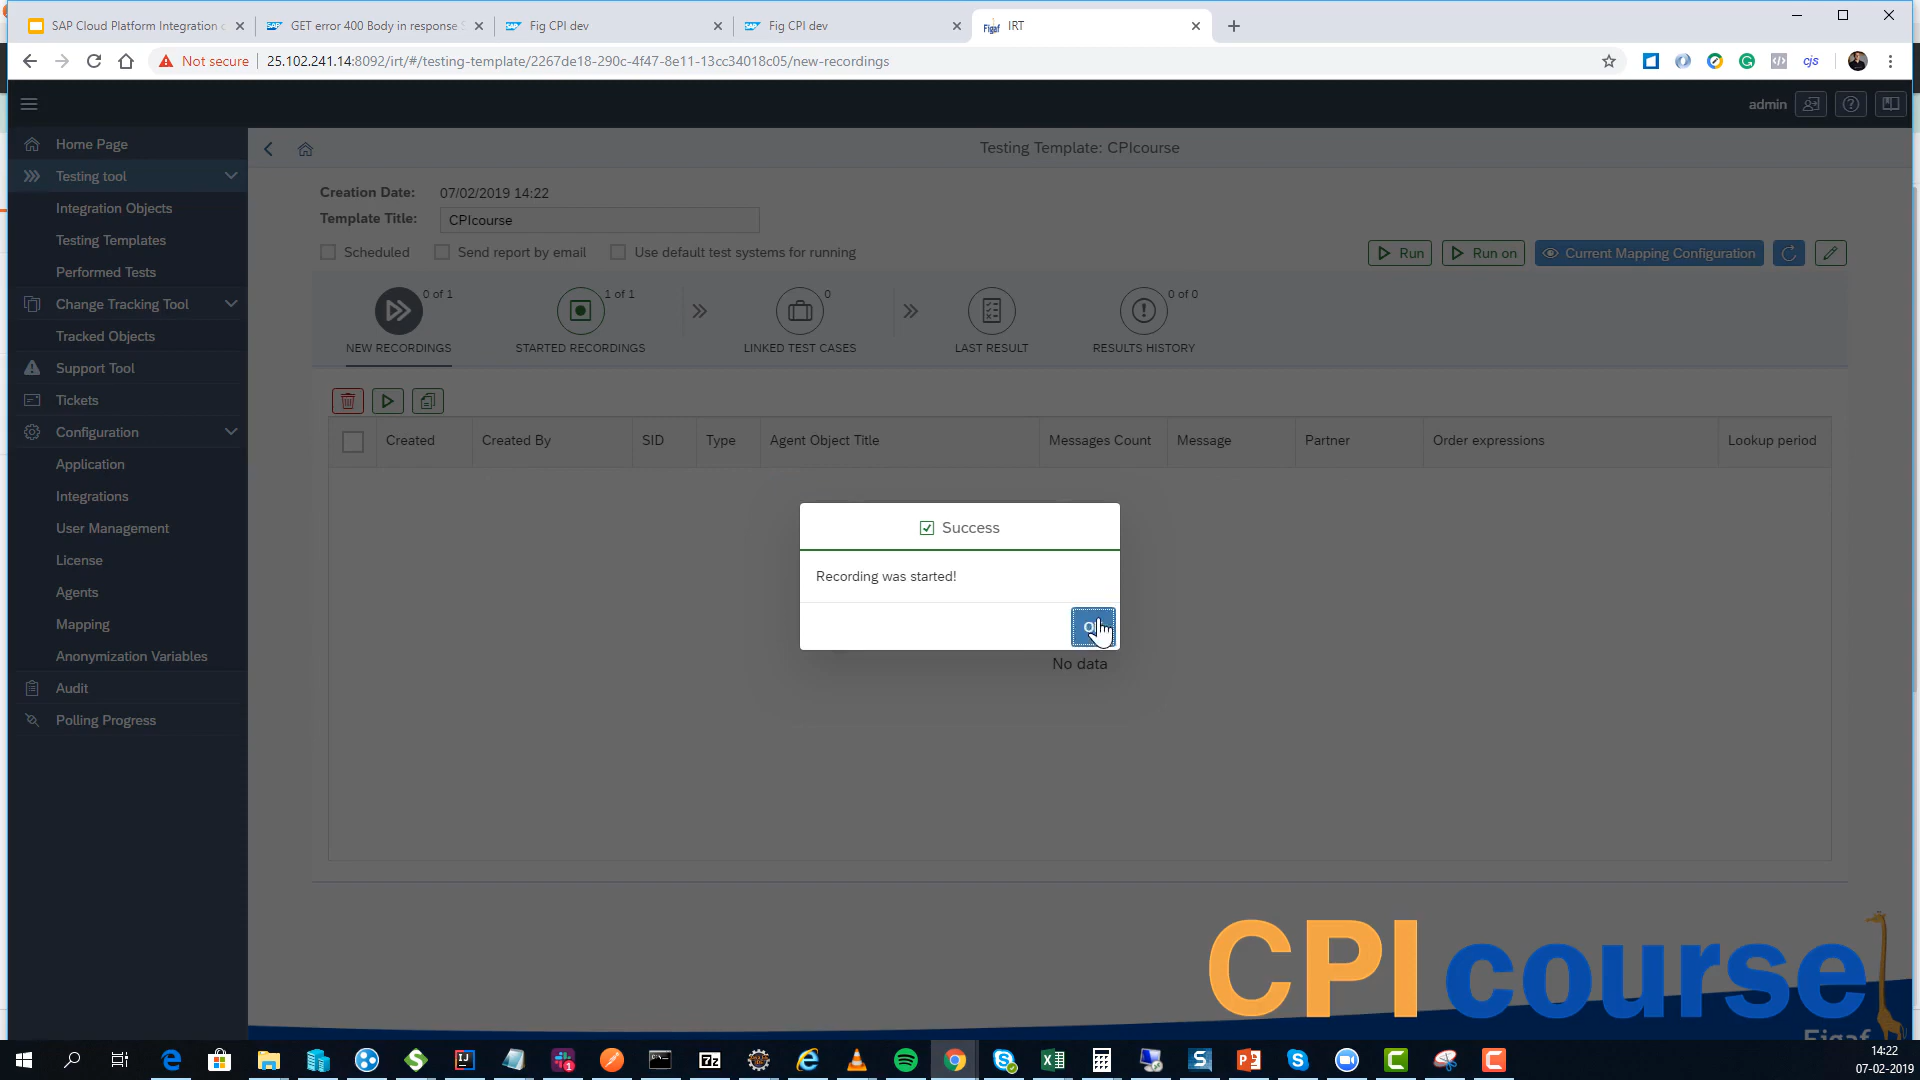 SAP Cloud Platform Integration
GET error 400 Body in response
Fig CPI dev
Fig CPI dev
Figaf IRT
Not secure
25.102.241.14:8092/irt/#/testing-template/2267de18-290c-4f47-8e11-13cc34018c05/new-recordings
cjs
admin
Home Page
Testing tool
Integration Objects
Testing Templates
Performed Tests
Change Tracking Tool
Tracked Objects
Support Tool
Tickets
Configuration
Application
Integrations
User Management
License
Agents
Mapping
Anonymization Variables
Audit
Polling Progress
Testing Template: CPIcourse
Creation Date: 07/02/2019 14:22
Template Title: CPIcourse
Scheduled Send report by email Use default test systems for running
Run Run on Current Mapping Configuration
0 of 1 1 of 1 0 0 of 0
NEW RECORDINGS STARTED RECORDINGS LINKED TEST CASES LAST RESULT RESULTS HISTORY
Created Created By SID Type Agent Object Title Messages Count Message Partner Order expressions Lookup period
Success
Recording was started!
No data
CPI course
Figaf
14:22
07-02-2019